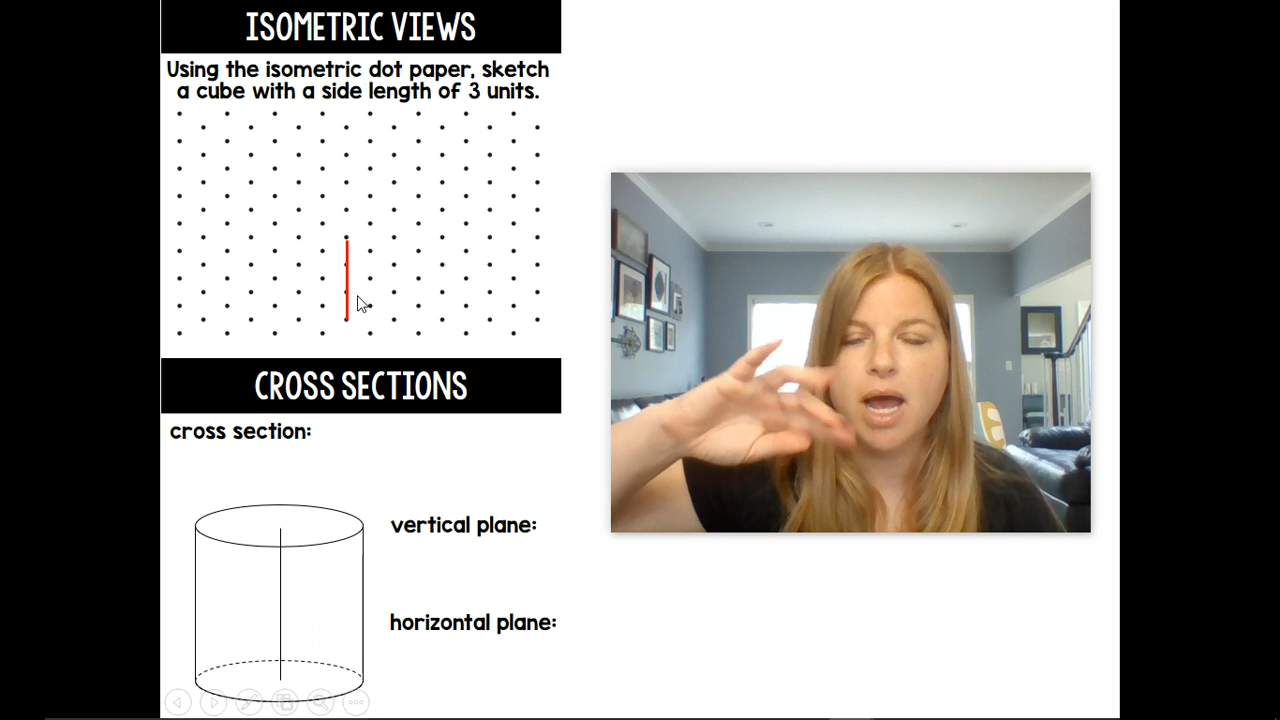 ISOMETRIC VIEWS
Using the isometric dot paper, sketch
a cube with a side length of 3 units.
CROSS SECTIONS
cross section:
vertical plane:
horizontal plane: